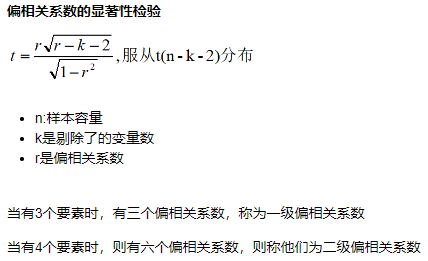 偏相关系数的显著性检验
t = r√(r-k-2) / √(1-r²) ,服从t(n-k-2)分布
n:样本容量
k是剔除了的变量数
r是偏相关系数
当有3个要素时，有三个偏相关系数，称为一级偏相关系数
当有4个要素时，则有六个偏相关系数，则称他们为二级偏相关系数